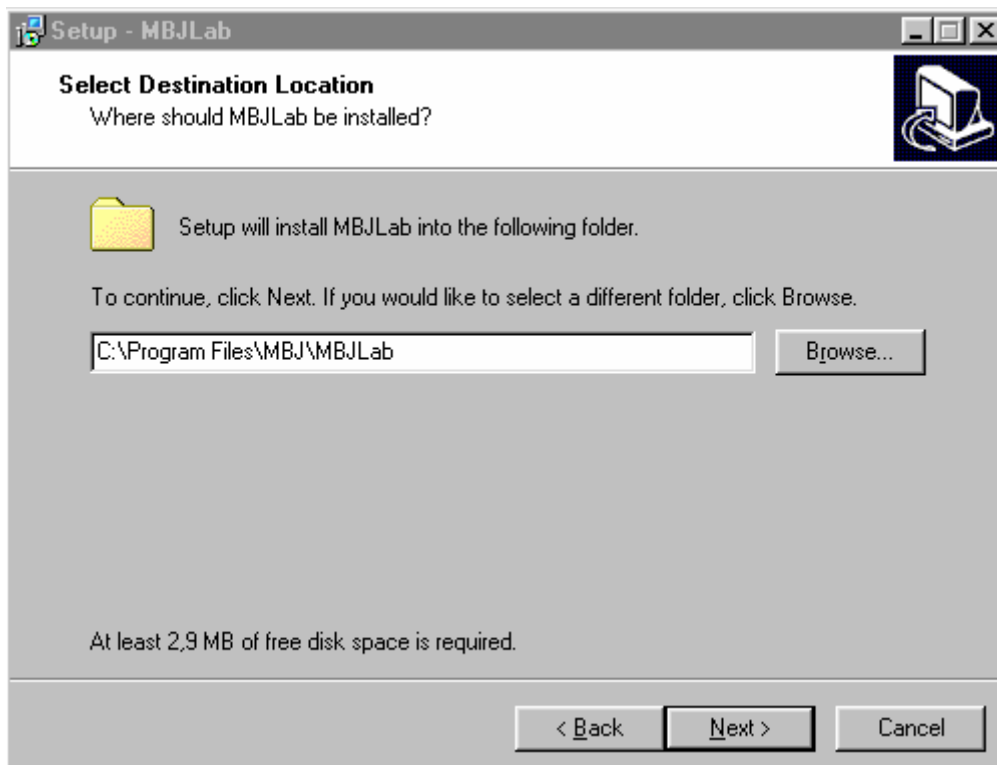 Setup - MBJLab
Select Destination Location
Where should MBJLab be installed?
Setup will install MBJLab into the following folder.
To continue, click Next. If you would like to select a different folder, click Browse.
C:\Program Files\MBJ\MBJLab
Browse...
At least 2,9 MB of free disk space is required.
< Back
Next >
Cancel